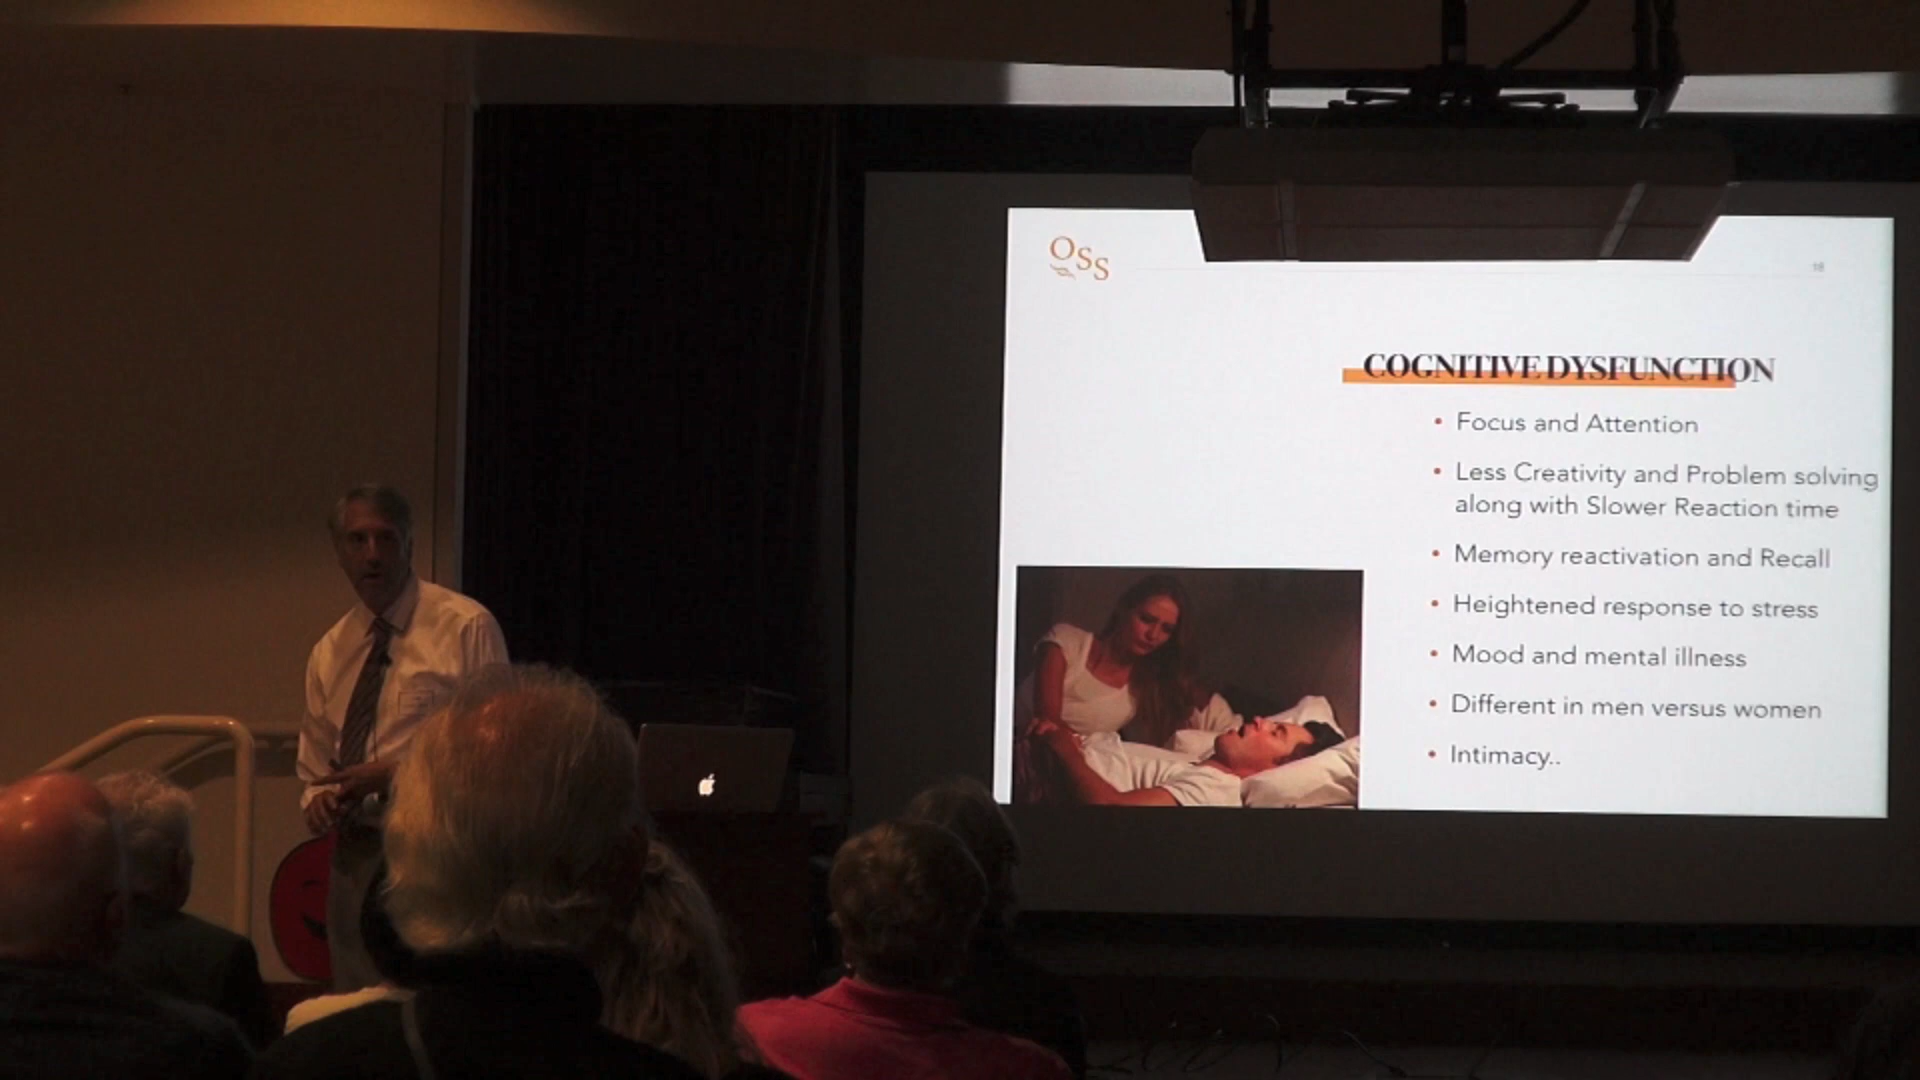 OSS
18
COGNITIVE DYSFUNCTION
• Focus and Attention
• Less Creativity and Problem solving
along with Slower Reaction time
• Memory reactivation and Recall
• Heightened response to stress
• Mood and mental illness
• Different in men versus women
• Intimacy..